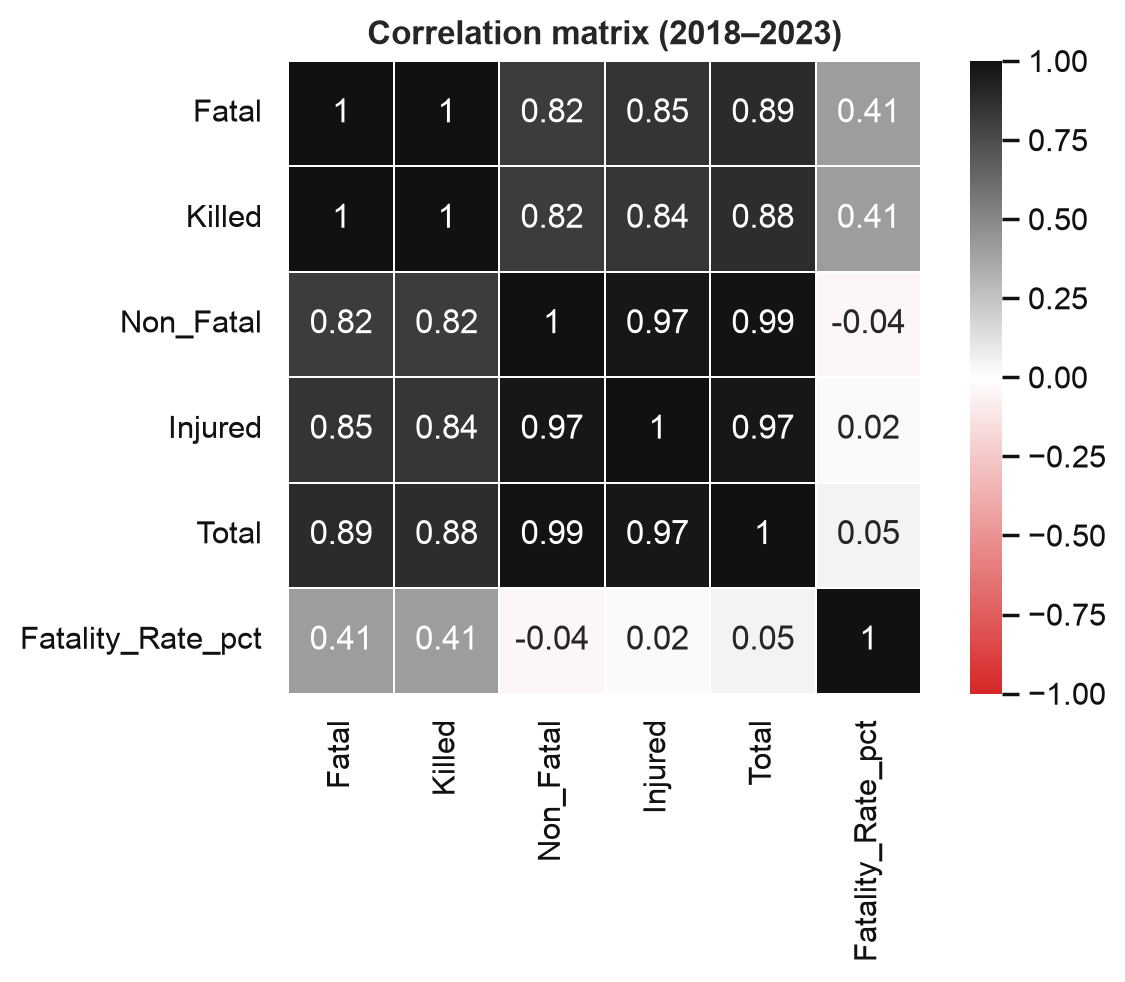 Correlation matrix (2018–2023)
Fatal 1 1 0.82 0.85 0.89 0.41
Killed 1 1 0.82 0.84 0.88 0.41
Non_Fatal 0.82 0.82 1 0.97 0.99 -0.04
Injured 0.85 0.84 0.97 1 0.97 0.02
Total 0.89 0.88 0.99 0.97 1 0.05
Fatality_Rate_pct 0.41 0.41 -0.04 0.02 0.05 1
Fatal
Killed
Non_Fatal
Injured
Total
Fatality_Rate_pct
1.00
0.75
0.50
0.25
0.00
−0.25
−0.50
−0.75
−1.00